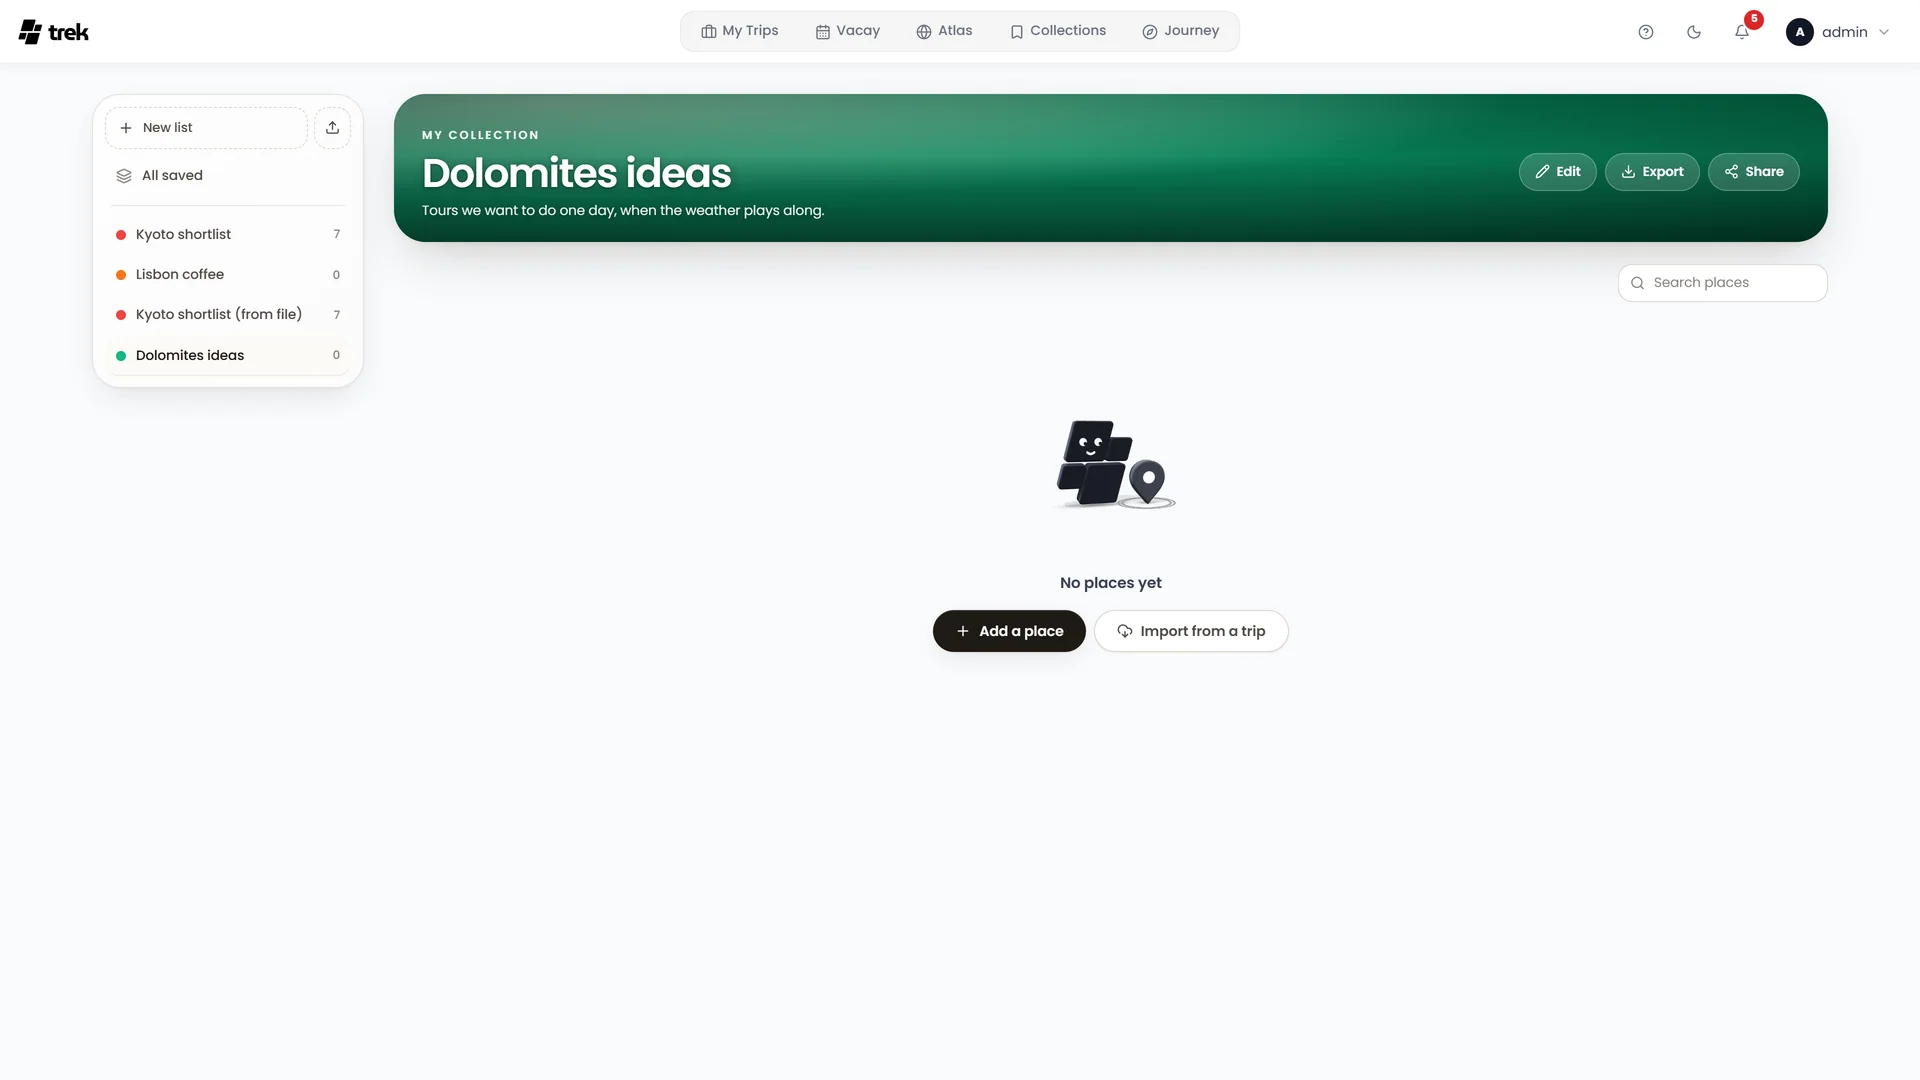 trek
My Trips
Vacay
Atlas
Collections
Journey
5
A
admin
New list
All saved
Kyoto shortlist 7
Lisbon coffee 0
Kyoto shortlist (from file) 7
Dolomites ideas 0
MY COLLECTION
Dolomites ideas
Tours we want to do one day, when the weather plays along.
Edit
Export
Share
Search places
No places yet
Add a place
Import from a trip